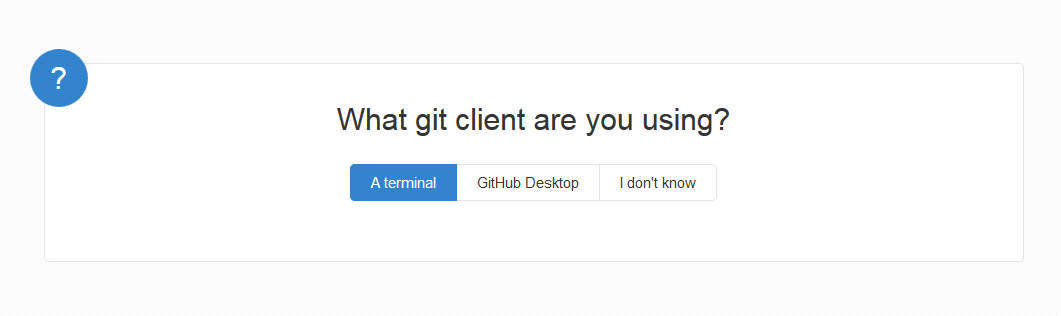 ?
What git client are you using?
A terminal GitHub Desktop I don't know